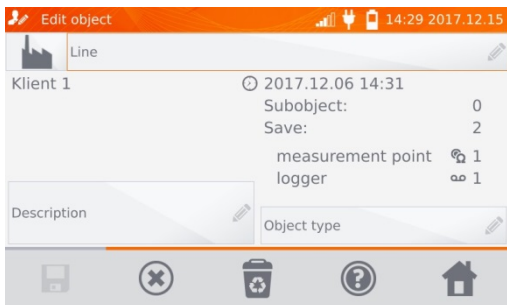 Edit object
14:29 2017.12.15
Line
Klient 1
2017.12.06 14:31
Subobject: 0
Save: 2
measurement point 1
logger 1
Description
Object type